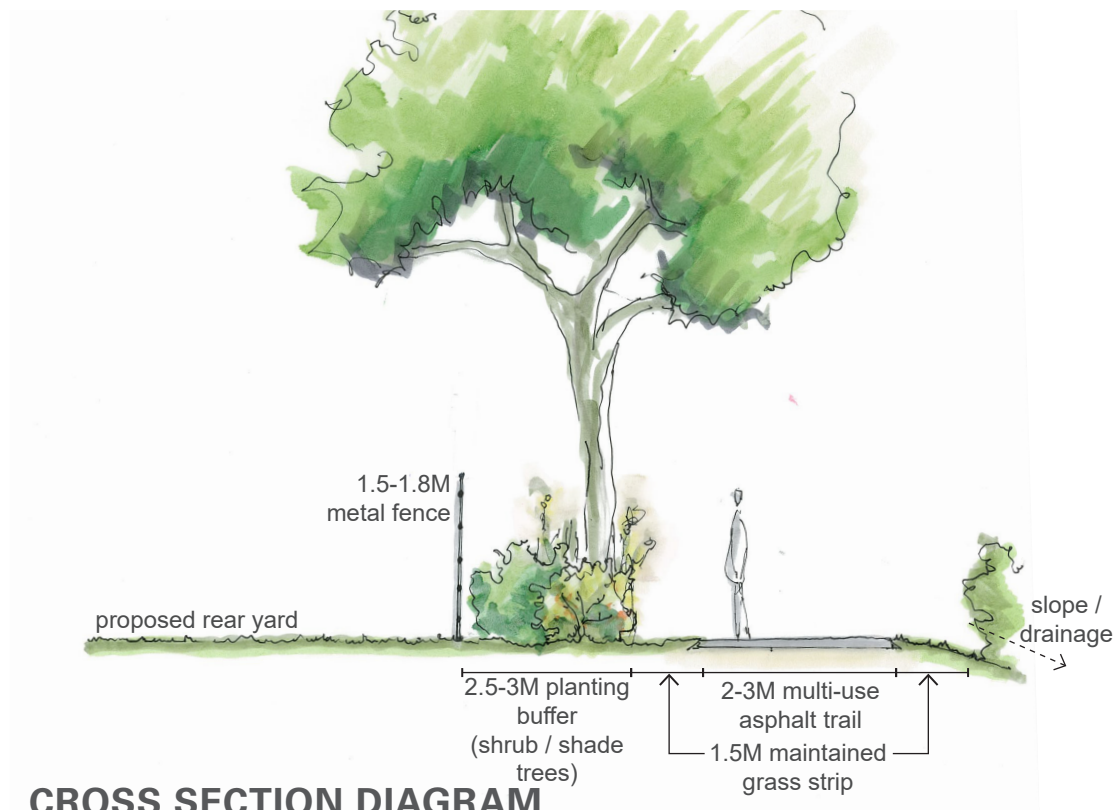 1.5-1.8M
metal fence
proposed rear yard
slope /
drainage
2.5-3M planting
buffer
(shrub / shade
trees)
2-3M multi-use
asphalt trail
1.5M maintained
grass strip
CROSS SECTION DIAGRAM